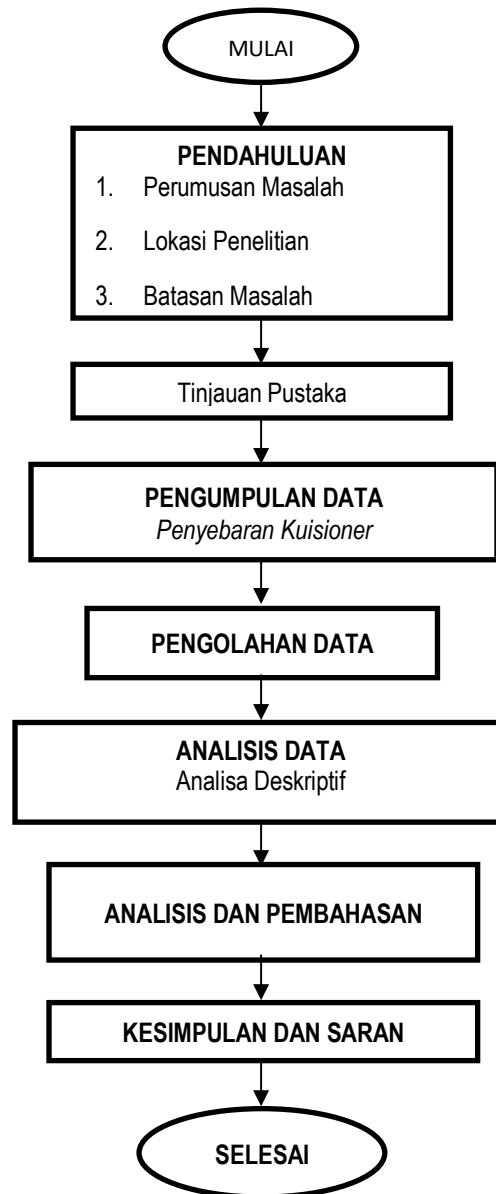 MULAI
PENDAHULUAN
1. Perumusan Masalah
2. Lokasi Penelitian
3. Batasan Masalah
Tinjauan Pustaka
PENGUMPULAN DATA
Penyebaran Kuisioner
PENGOLAHAN DATA
ANALISIS DATA
Analisa Deskriptif
ANALISIS DAN PEMBAHASAN
KESIMPULAN DAN SARAN
SELESAI